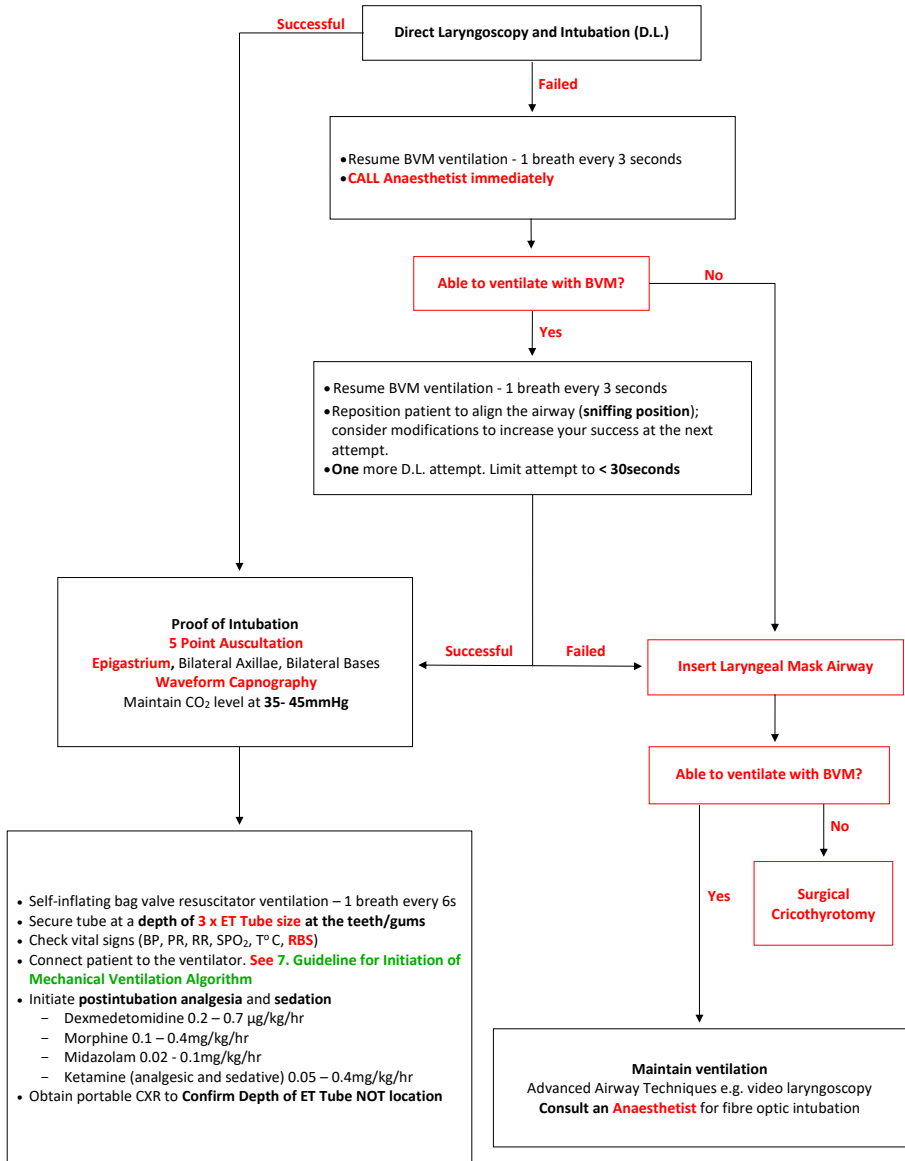 Direct Laryngoscopy and Intubation (D.L.)
Successful
Failed
•Resume BVM ventilation - 1 breath every 3 seconds
•CALL Anaesthetist immediately
Able to ventilate with BVM?
No
Yes
•Resume BVM ventilation - 1 breath every 3 seconds
•Reposition patient to align the airway (sniffing position);
consider modifications to increase your success at the next
attempt.
•One more D.L. attempt. Limit attempt to < 30seconds
Proof of Intubation
5 Point Auscultation
Epigastrium, Bilateral Axillae, Bilateral Bases
Waveform Capnography
Maintain CO₂ level at 35- 45mmHg
Successful
Failed
Insert Laryngeal Mask Airway
Able to ventilate with BVM?
No
Yes
Surgical
Cricothyrotomy
• Self-inflating bag valve resuscitator ventilation – 1 breath every 6s
• Secure tube at a depth of 3 x ET Tube size at the teeth/gums
• Check vital signs (BP, PR, RR, SPO₂, T° C, RBS)
• Connect patient to the ventilator. See 7. Guideline for Initiation of
Mechanical Ventilation Algorithm
• Initiate postintubation analgesia and sedation
– Dexmedetomidine 0.2 – 0.7 µg/kg/hr
– Morphine 0.1 – 0.4mg/kg/hr
– Midazolam 0.02 - 0.1mg/kg/hr
– Ketamine (analgesic and sedative) 0.05 – 0.4mg/kg/hr
• Obtain portable CXR to Confirm Depth of ET Tube NOT location
Maintain ventilation
Advanced Airway Techniques e.g. video laryngoscopy
Consult an Anaesthetist for fibre optic intubation